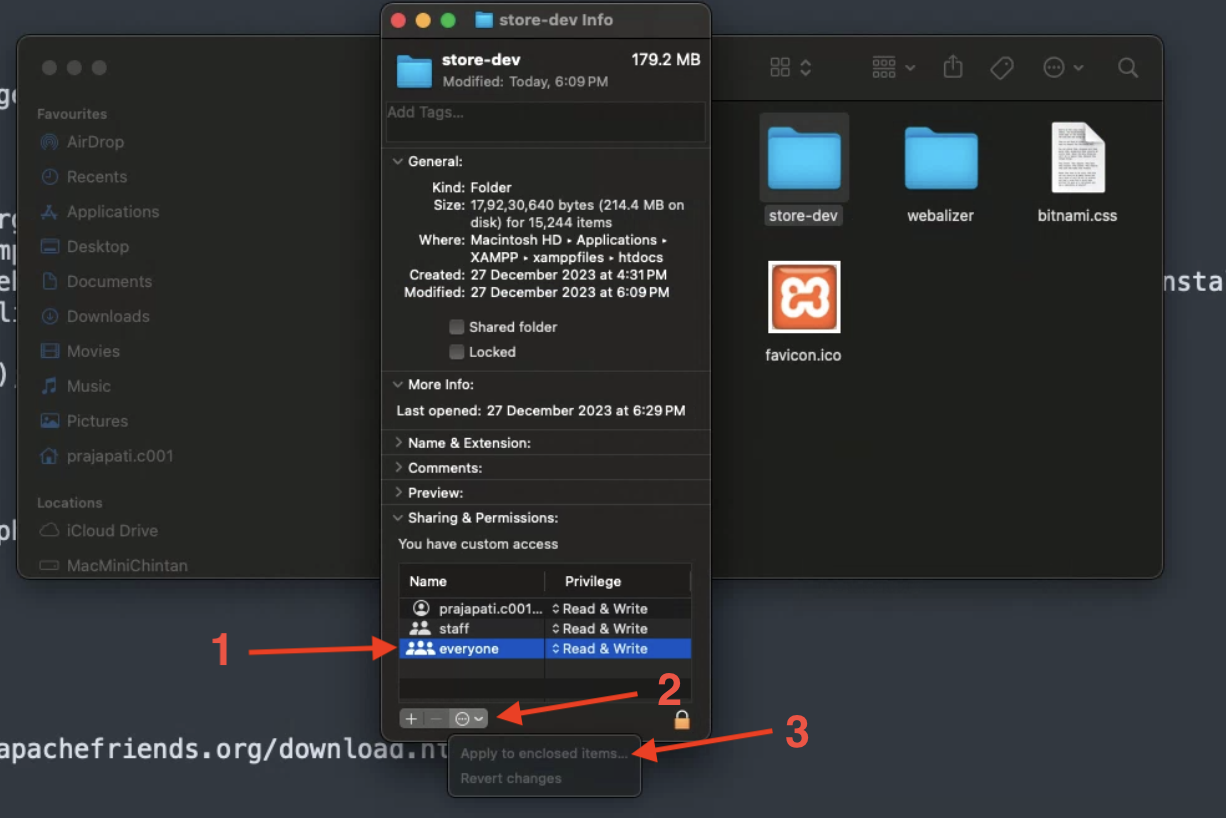 store-dev Info
store-dev 179.2 MB
Modified: Today, 6:09 PM
Add Tags...
General:
Kind: Folder
Size: 17,92,30,640 bytes (214.4 MB on
disk) for 15,244 items
Where: Macintosh HD ▸ Applications ▸
XAMPP ▸ xamppfiles ▸ htdocs
Created: 27 December 2023 at 4:31 PM
Modified: 27 December 2023 at 6:09 PM
Shared folder
Locked
More Info:
Last opened: 27 December 2023 at 6:29 PM
Name & Extension:
Comments:
Preview:
Sharing & Permissions:
You have custom access
Name Privilege
prajapati.c001... Read & Write
staff Read & Write
everyone Read & Write
Apply to enclosed items...
Revert changes
1
2
3
Favourites
AirDrop
Recents
Applications
Desktop
Documents
Downloads
Movies
Music
Pictures
prajapati.c001
Locations
iCloud Drive
MacMiniChintan
store-dev
webalizer
bitnami.css
favicon.ico
insta
apachefriends.org/download.ht